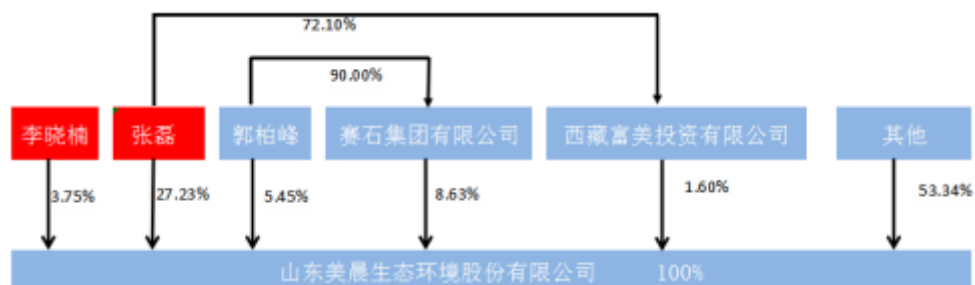 72.10%
90.00%
李晓楠 张磊 郭柏峰 赛石集团有限公司 西藏富美投资有限公司 其他
3.75% 27.23% 5.45% 8.63% 1.60% 53.34%
山东美晨生态环境股份有限公司 100%